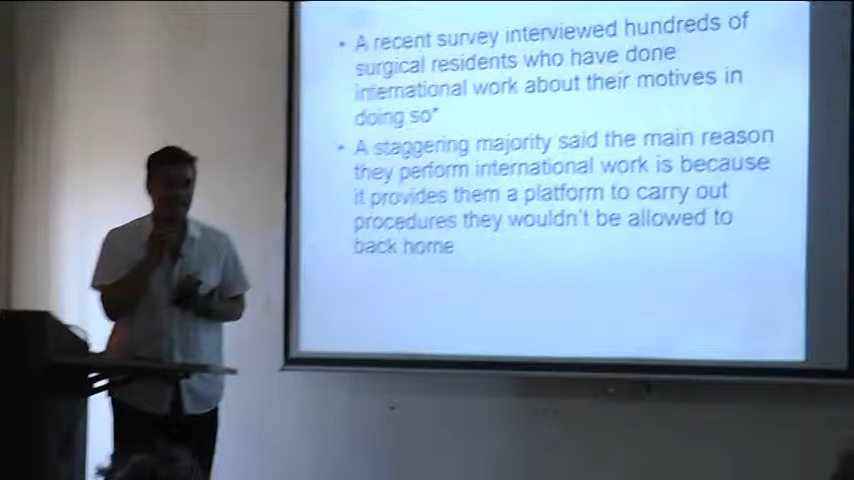 • A recent survey interviewed hundreds of
surgical residents who have done
international work about their motives in
doing so*
• A staggering majority said the main reason
they perform international work is because
it provides them a platform to carry out
procedures they wouldn't be allowed to
back home